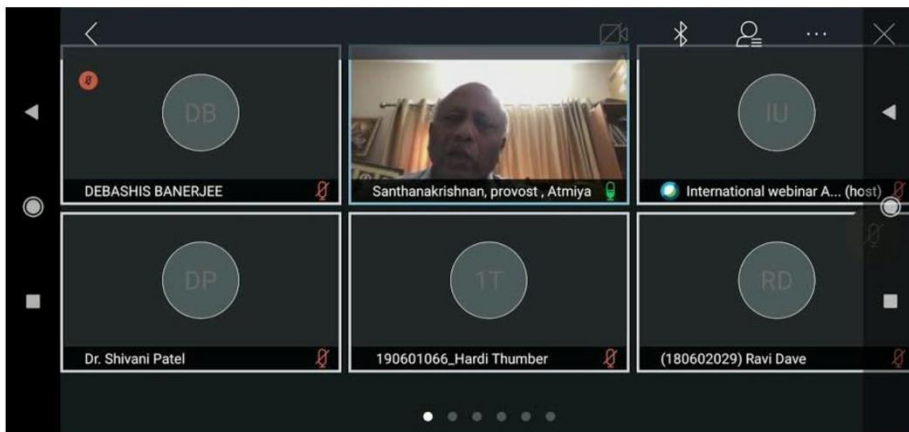 DB
DEBASHIS BANERJEE
Santhanakrishnan, provost , Atmiya
IU
International webinar A... (host)
DP
Dr. Shivani Patel
1T
190601066_Hardi Thumber
RD
(180602029) Ravi Dave